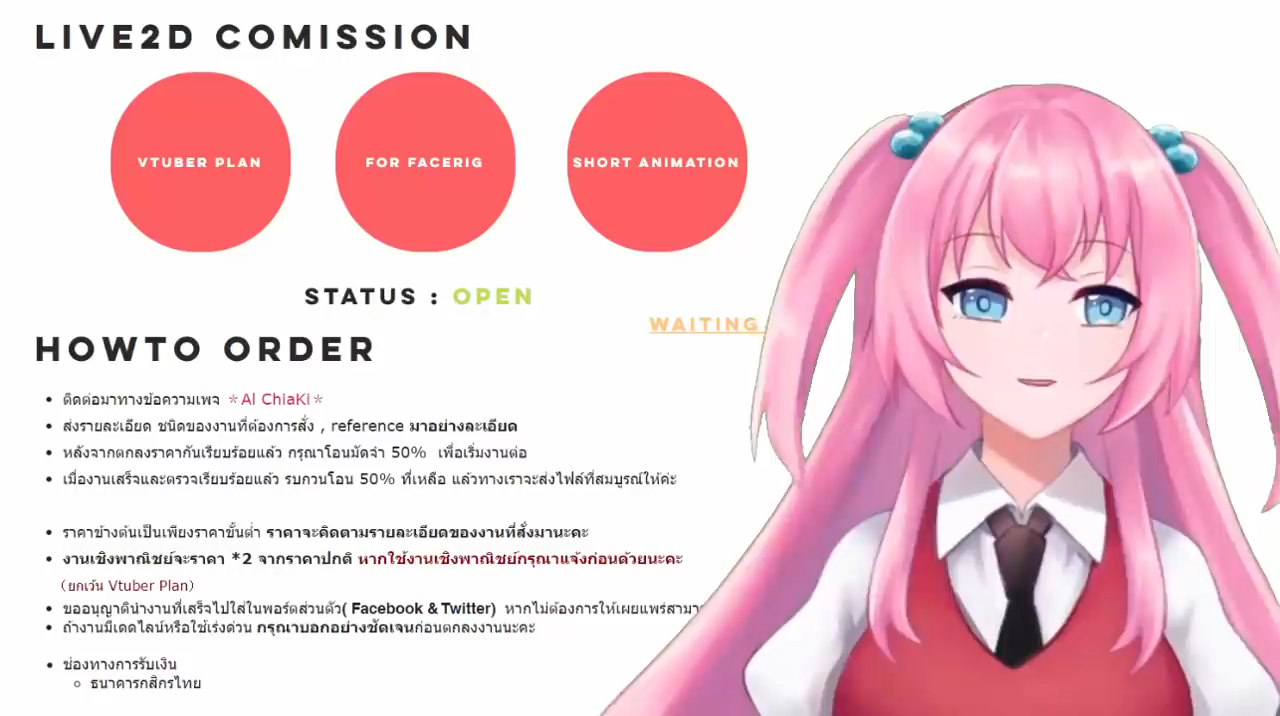 LIVE2D COMISSION
VTUBER PLAN
FOR FACERIG
SHORT ANIMATION
STATUS : OPEN
WAITING
HOWTO ORDER
• ติดต่อมาทางข้อความเพจ *Al ChiaKi*
• ส่งรายละเอียด ชนิดของงานที่ต้องการสั่ง , reference มาอย่างละเอียด
• หลังจากตกลงราคากันเรียบร้อยแล้ว กรุณาโอนมัดจำ 50% เพื่อเริ่มงานต่อ
• เมื่องานเสร็จและตรวจเรียบร้อยแล้ว รบกวนโอน 50% ที่เหลือ แล้วทางเราจะส่งไฟล์ที่สมบูรณ์ให้ค่ะ
• ราคาข้างต้นเป็นเพียงราคาขั้นต่ำ ราคาจะคิดตามรายละเอียดของงานที่สั่งมานะคะ
• งานเชิงพาณิชย์จะราคา *2 จากราคาปกติ หากใช้งานเชิงพาณิชย์กรุณาแจ้งก่อนด้วยนะคะ
(ยกเว้น Vtuber Plan)
• ขออนุญาตินำงานที่เสร็จไปใส่ในพอร์ตส่วนตัว( Facebook & Twitter) หากไม่ต้องการให้เผยแพร่สามาร
• ถ้างานมีเดดไลน์หรือใช้เร่งด่วน กรุณาบอกอย่างชัดเจนก่อนตกลงงานนะคะ
• ช่องทางการรับเงิน
◦ ธนาคารกสิกรไทย